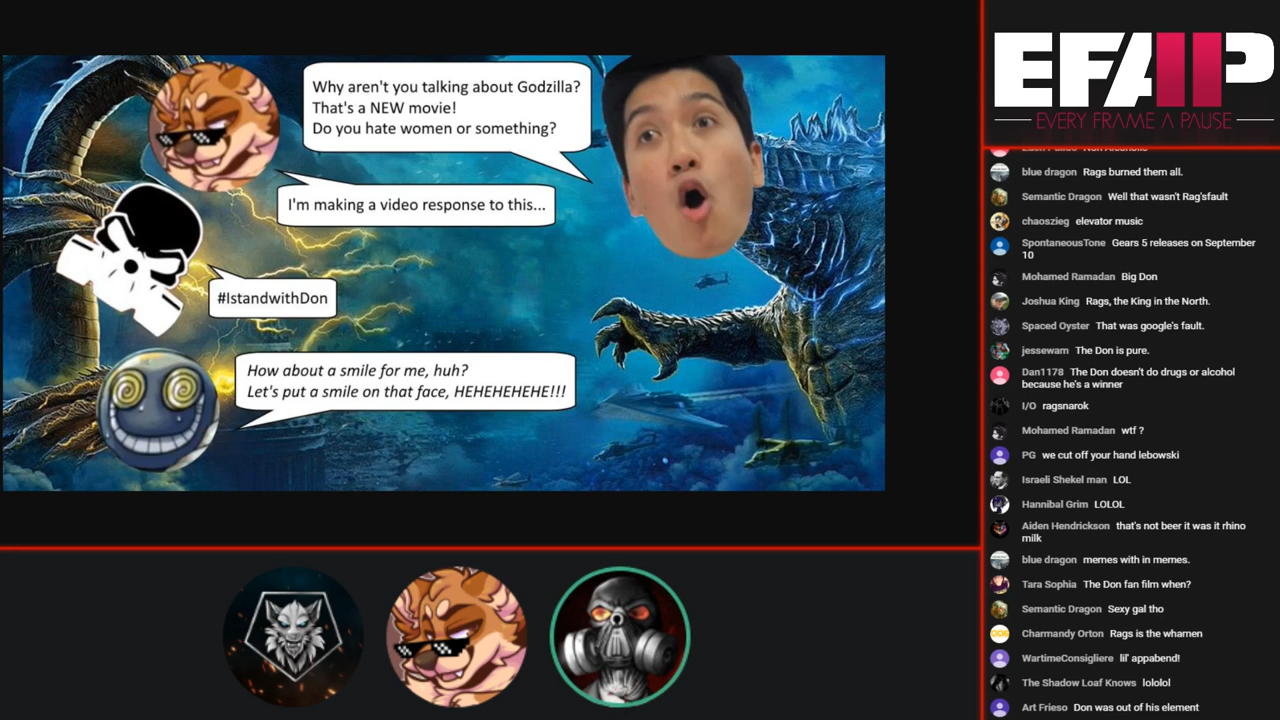 Why aren't you talking about Godzilla?
That's a NEW movie!
Do you hate women or something?
I'm making a video response to this...
#IstandwithDon
How about a smile for me, huh?
Let's put a smile on that face, HEHEHEHEHE!!!
EFAP
EVERY FRAME A PAUSE
blue dragon Rags burned them all.
Semantic Dragon Well that wasn't Rag'sfault
chaoszieg elevator music
SpontaneousTone Gears 5 releases on September
10
Mohamed Ramadan Big Don
Joshua King Rags, the King in the North.
Spaced Oyster That was google's fault.
jessewam The Don is pure.
Dan1178 The Don doesn't do drugs or alcohol
because he's a winner
I/O ragsnarok
Mohamed Ramadan wtf ?
PG we cut off your hand lebowski
Israeli Shekel man LOL
Hannibal Grim LOLOL
Aiden Hendrickson that's not beer it was it rhino
milk
blue dragon memes with in memes.
Tara Sophia The Don fan film when?
Semantic Dragon Sexy gal tho
Charmandy Orton Rags is the whamen
WartimeConsigliere lil' appabend!
The Shadow Loaf Knows lololol
Art Frieso Don was out of his element